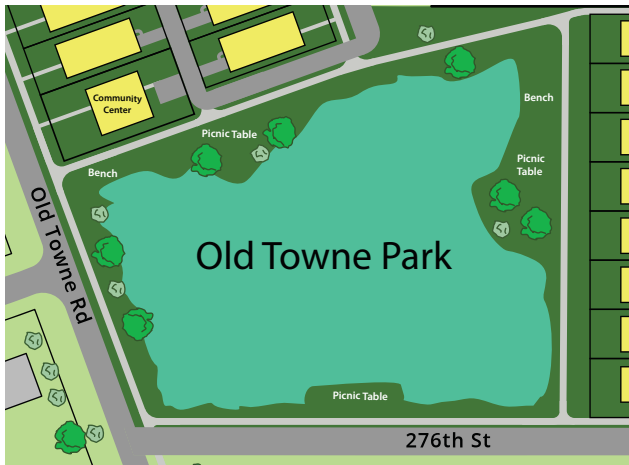 Community
Center
Picnic Table
Bench
Bench
Picnic
Table
Old Towne Rd
Old Towne Park
Picnic Table
276th St